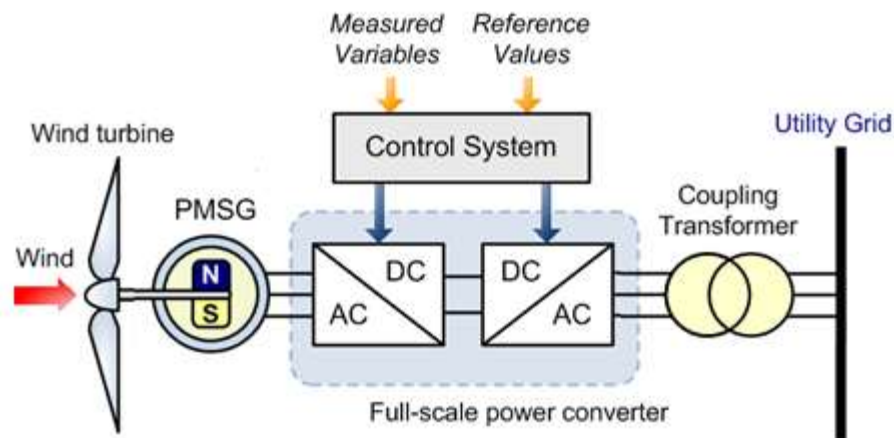 Measured
Variables
Reference
Values
Wind turbine
Control System
Utility Grid
PMSG
Coupling
Transformer
Wind
N
S
DC
AC
DC
AC
Full-scale power converter